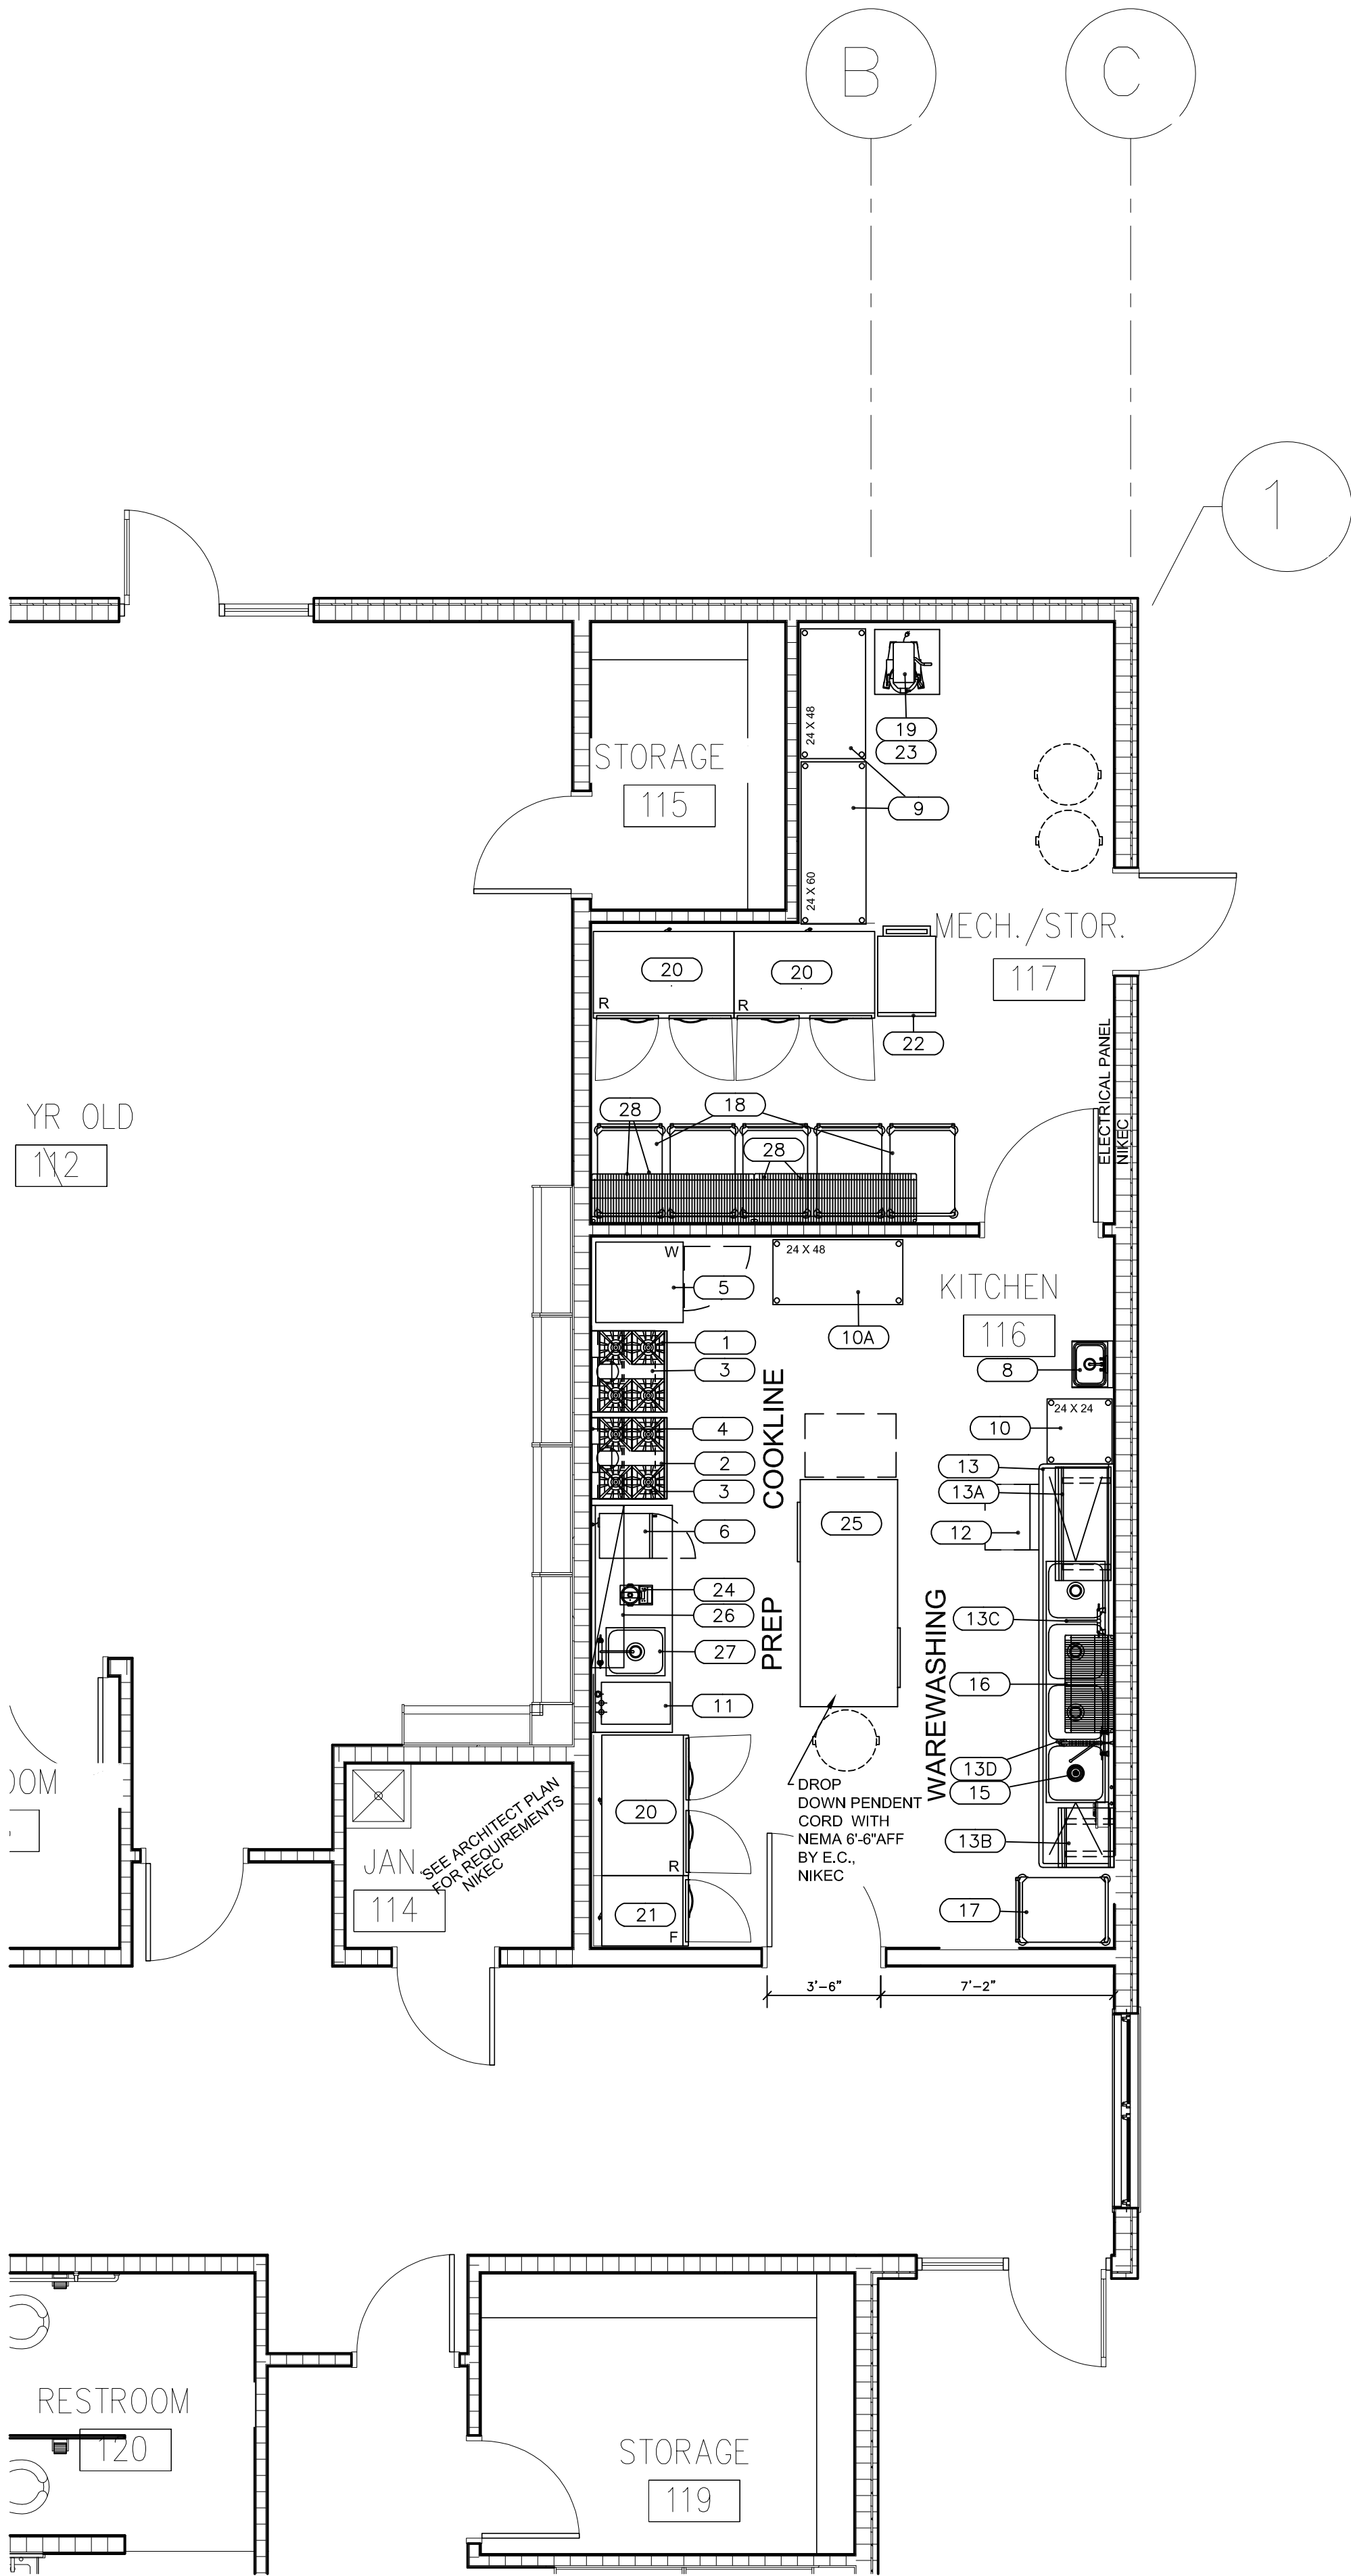 B
C
1
24 X 48
19
23
STORAGE
115
9
24 X 60
MECH./STOR.
117
20
20
R
R
22
ELECTRICAL PANEL
NIKEC
YR OLD
112
28
18
28
W
24 X 48
5
KITCHEN
116
10A
1
3
8
COOKLINE
24 X 24
10
4
2
3
13
13A
25
12
6
24
26
PREP
WAREWASHING
13C
27
16
11
13D
15
DROP
DOWN PENDENT
CORD WITH
NEMA 6'-6"AFF
BY E.C.,
NIKEC
OOM
20
R
13B
JAN.
114
SEE ARCHITECT PLAN
FOR REQUIREMENTS
NIKEC
21
F
17
3'-6"
7'-2"
RESTROOM
120
STORAGE
119